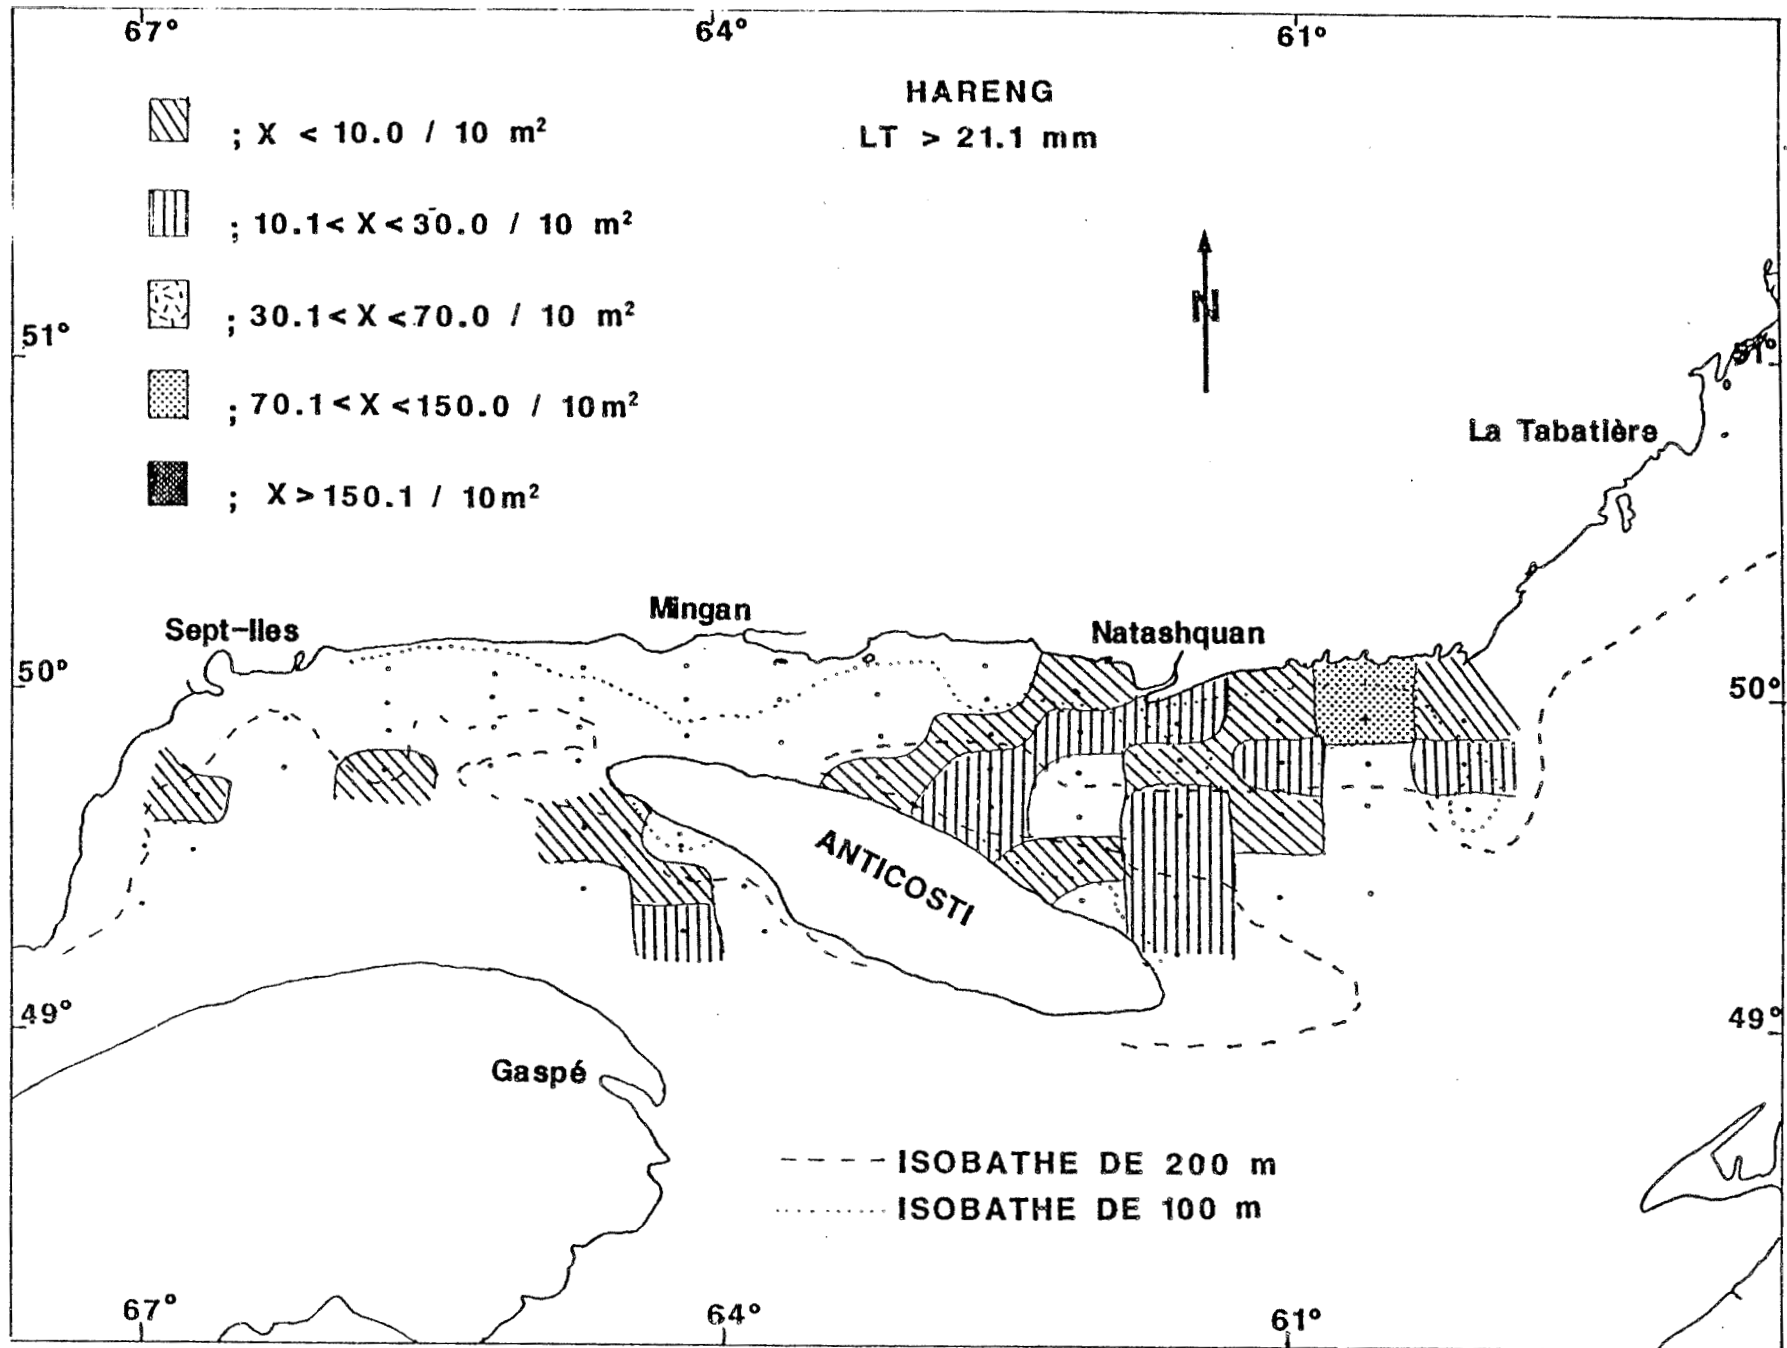 67° 64° 61°
HARENG
LT > 21.1 mm
; X < 10.0 / 10 m²
; 10.1 < X < 30.0 / 10 m²
; 30.1 < X < 70.0 / 10 m²
; 70.1 < X < 150.0 / 10 m²
; X > 150.1 / 10 m²
N
51° 51°
La Tabatière
Mingan
Sept-Iles
Natashquan
50° 50°
ANTICOSTI
49° 49°
Gaspé
ISOBATHE DE 200 m
ISOBATHE DE 100 m
67° 64° 61°